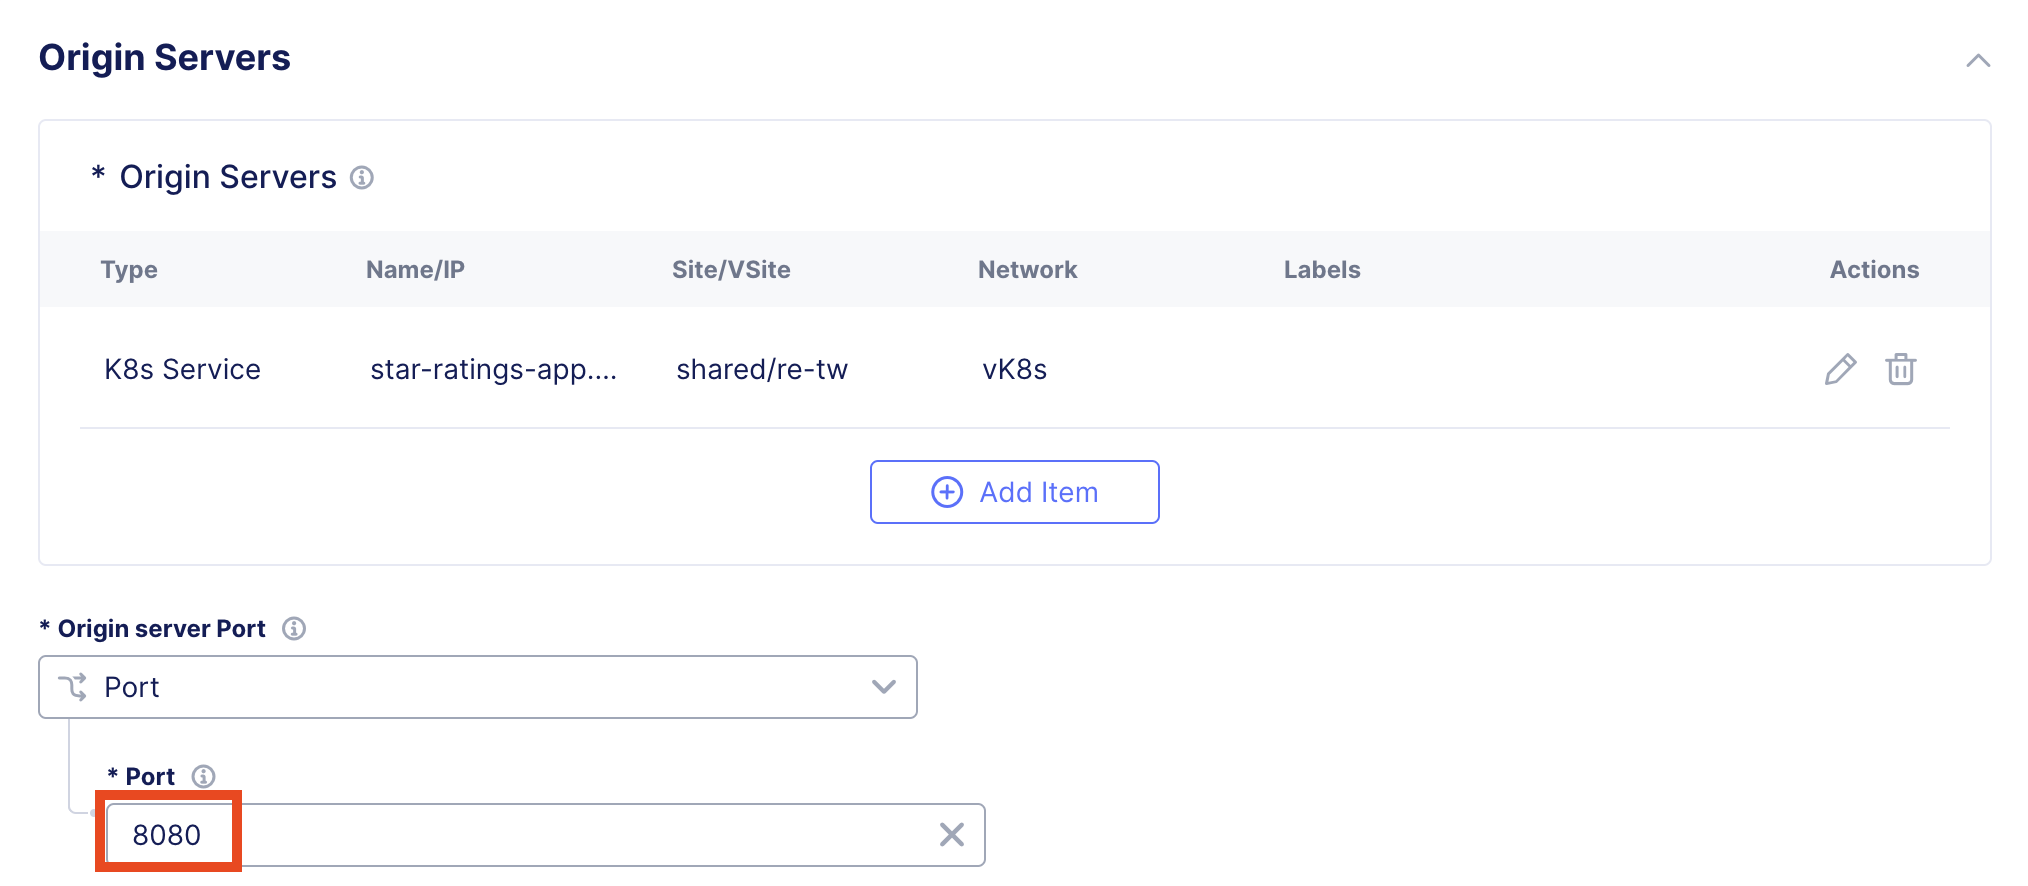 Origin Servers
* Origin Servers
Type Name/IP Site/VSite Network Labels Actions
K8s Service star-ratings-app.... shared/re-tw vK8s
Add Item
* Origin server Port
Port
* Port
8080